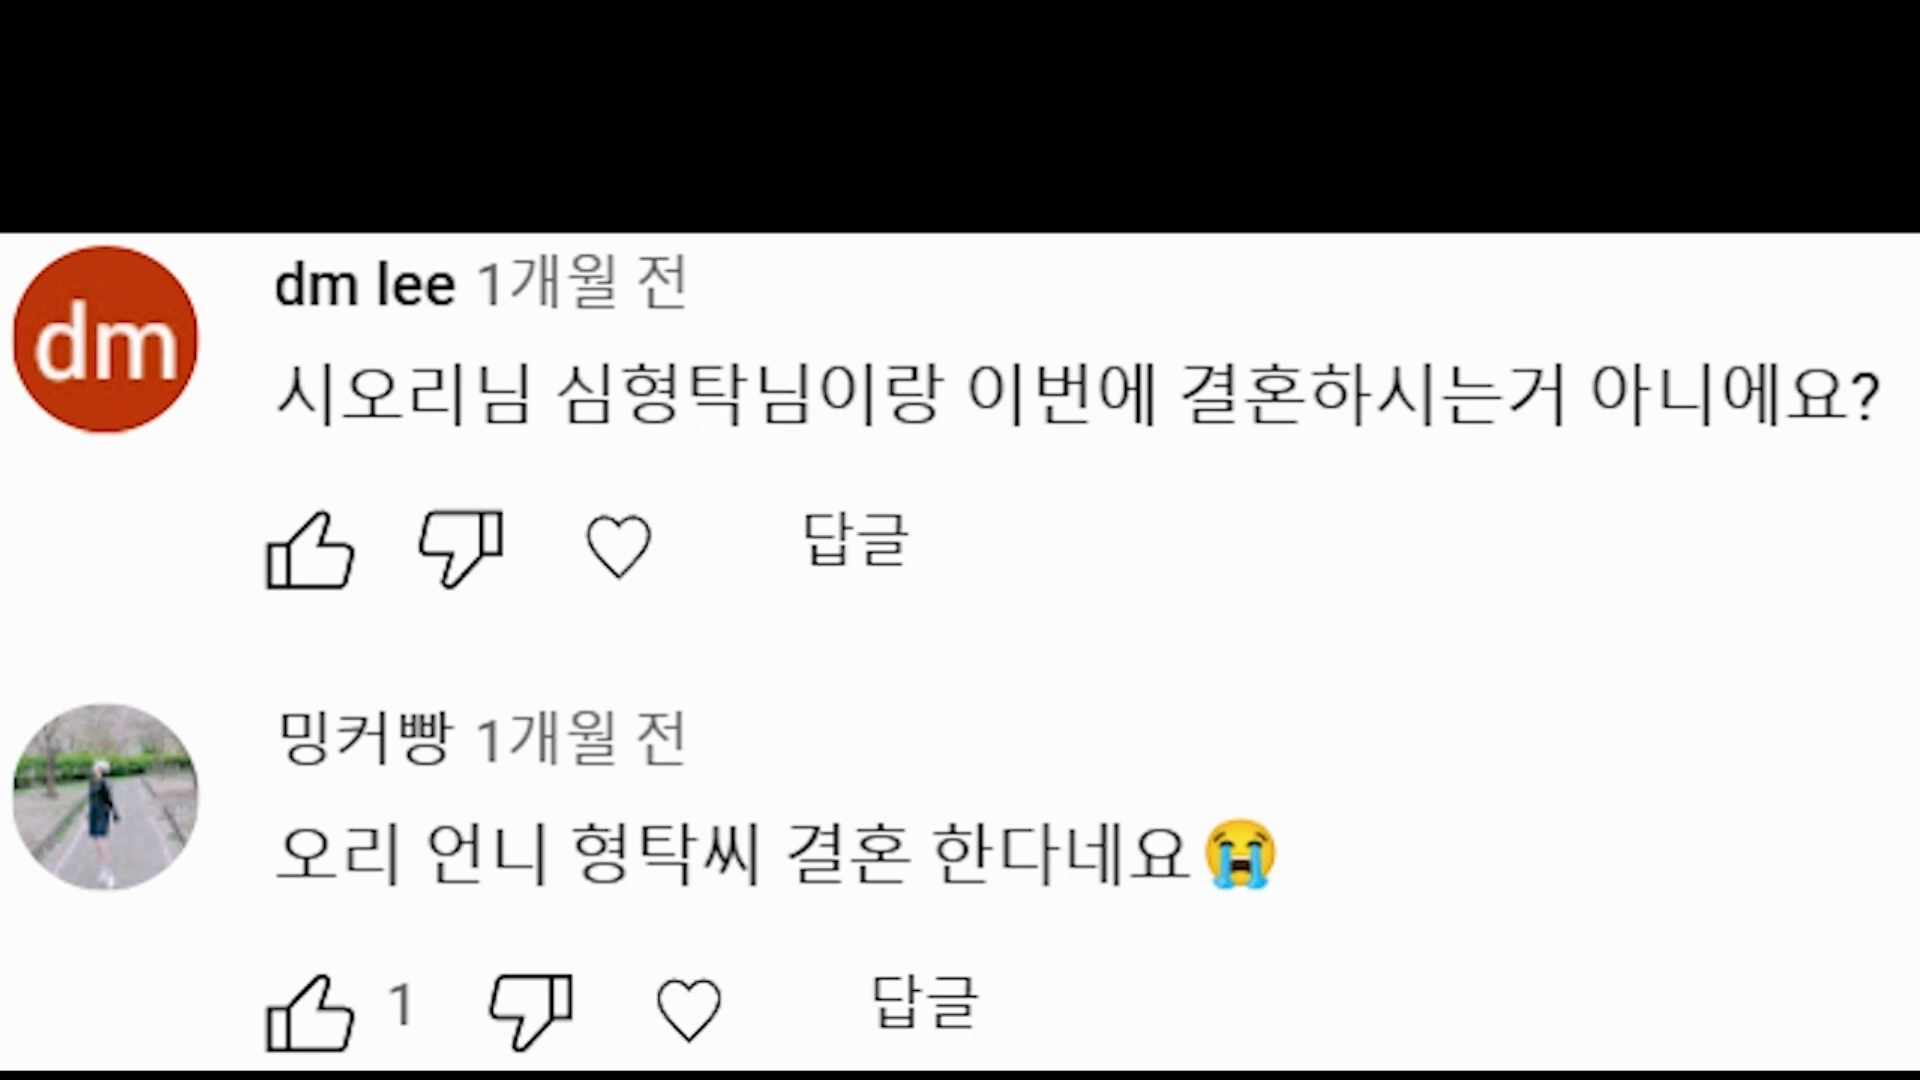 dm
dm lee 1개월 전
시오리님 심형탁님이랑 이번에 결혼하시는거 아니에요?
답글
밍커빵 1개월 전
오리 언니 형탁씨 결혼 한다네요😭
1
답글